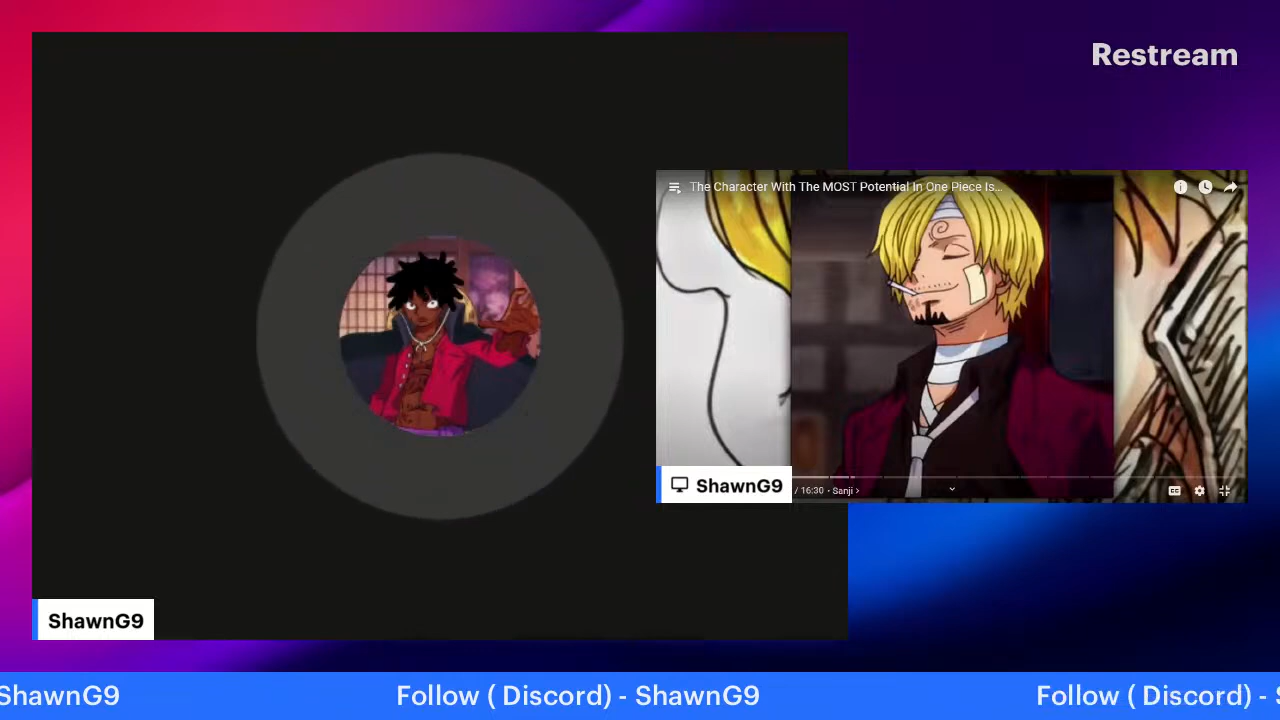 Restream
The Character With The MOST Potential In One Piece Is...
ShawnG9
/ 16:30 • Sanji >
CC
ShawnG9
ShawnG9 Follow ( Discord) - ShawnG9 Follow ( Discord) - S